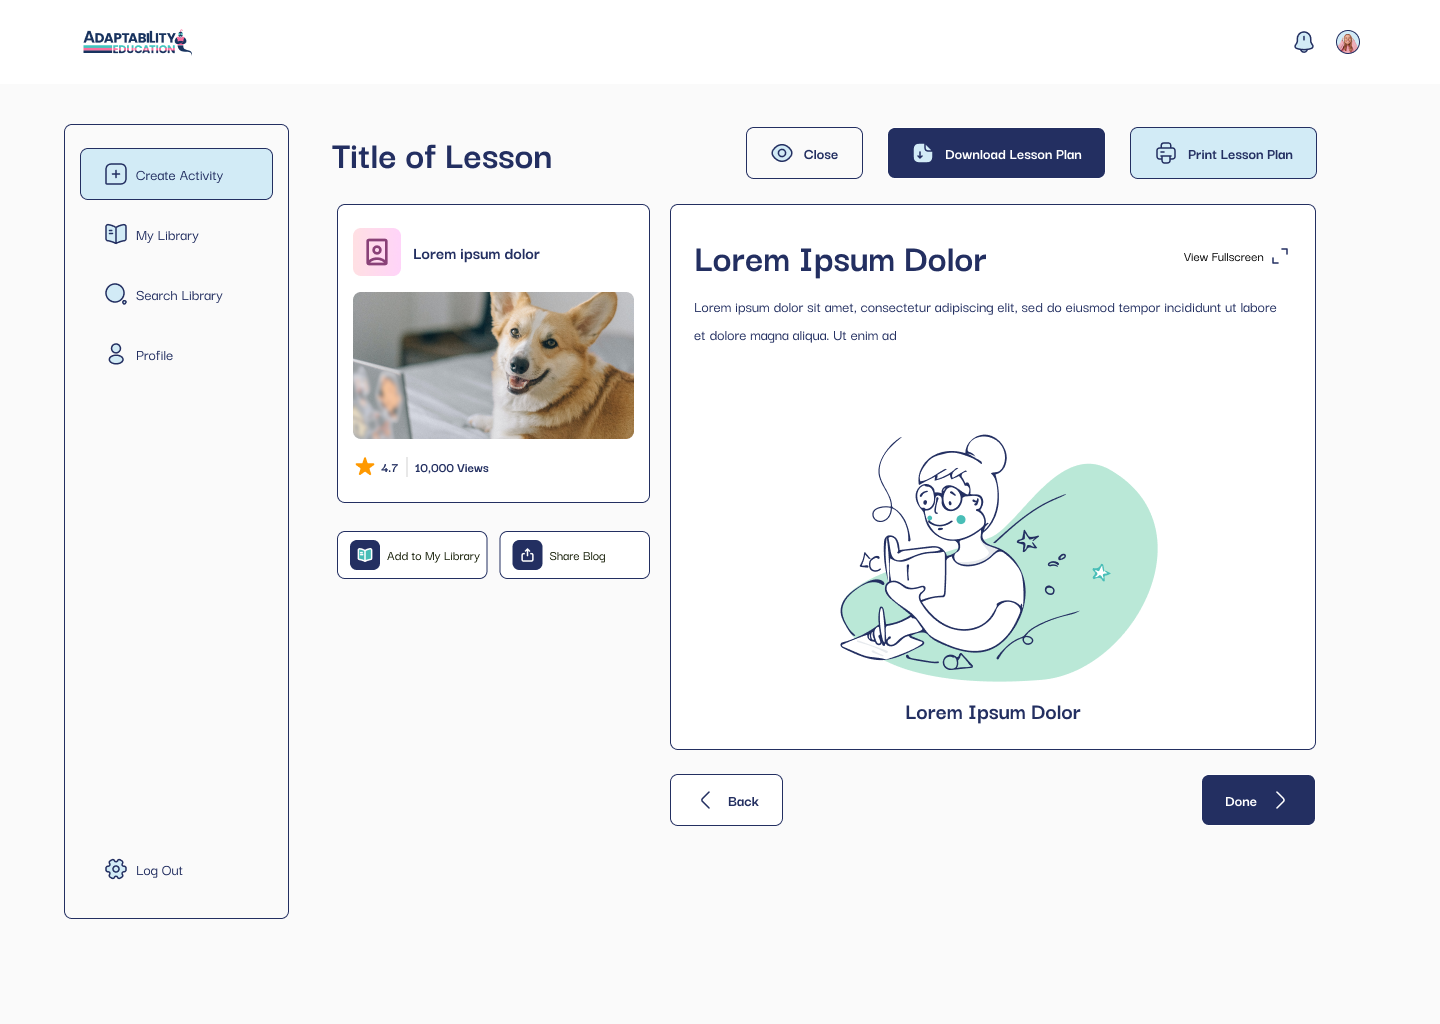 ADAPTABILITY
EDUCATION
Create Activity
My Library
Search Library
Profile
Log Out
Title of Lesson
Close
Download Lesson Plan
Print Lesson Plan
Lorem ipsum dolor
4.7
10,000 Views
Add to My Library
Share Blog
Lorem Ipsum Dolor
View Fullscreen
Lorem ipsum dolor sit amet, consectetur adipiscing elit, sed do eiusmod tempor incididunt ut labore
et dolore magna aliqua. Ut enim ad
Lorem Ipsum Dolor
Back
Done